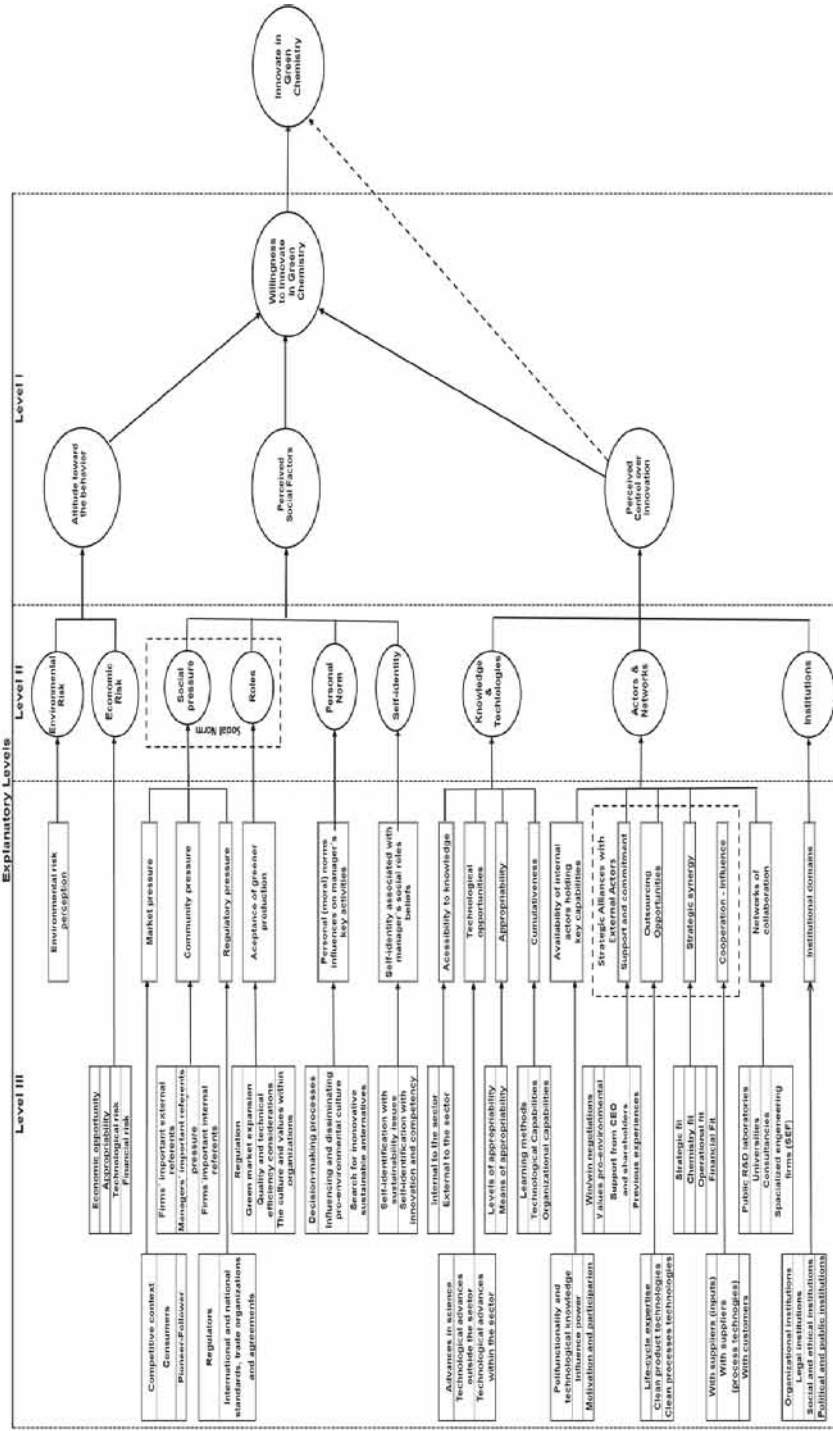 Explanatory Levels
Level III
Level II
Level I
Competitive context
Consumers
Pioneer-Follower
Regulators
International and national
standards, trade organizations
and agreements
Advances in science
Technological advances
outside the sector
Technological advances
within the sector
Polifunctionality and
technological knowledge
Influence power
Motivation and participarion
Life-cycle expertise
Clean product technologies
Clean processes technologies
With suppliers (inputs)
With suppliers
(process technogies)
With customers
Organizational institutions
Legal institutions
Social and ethical institutions
Political and public institutions
Economic opportunity
Appropriability
Technological risk
Financial risk
Firms´ important external
referents
Managers´important referents
pressure
Firms important internal
referents
Regulation
Green market expansion
Quality and technical
efficiency considerations
The culture and values within
organizations
Decision-making processes
Influencing and disseminating
pro-environmental culture
Search for inonovative
sustainable anternatives
Self-identification with
sustainability issues
Self-identification with
innovation and competency
Internal to the sector
External to the sector
Levels of appropriability
Means of appropriability
Learning methods
Technological Capabilities
Organizational capabilities
Win/win negotiations
Values pro-environmental
Support from CEO
and shareholders
Previous experiences
Strategic fit
Chemistry fit
Operational fit
Financial Fit
Public R&D laboratories
Universiiers
Consultancies
Spacialized engeneering
firms (SEF)
Environmental risk
perception
Market pressure
Community pressure
Regulatory pressure
Aceptance of greener
production
Personal (moral) norms
influences on manager´s
key activities
Self-identity associated with
manager´s social roles
beliefs
Acessibility to knowledge
Technological
opportunities
Appropriability
Cumulativeness
Availability of internal
actors holding
key capabilities
Strategic Alliances with
External Actors
Support and commitment
Outsourcing
Opportunities
Strategic synergy
Cooperation - Influence
Networks of
collaboration
Institutional domains
Environmental
Risk
Economic
Risk
Social
pressure
Roles
Social Norm
Personal
Norm
Self-identity
Knowledge
&
Techlologies
Actors &
Networks
Institutions
Attitude toward
the behavior
Perceived
Social Factors
Perceived
Control over
Innovation
Willingness
to Innovate
in Green
Chemistry
Innovate in
Green
Chemistry